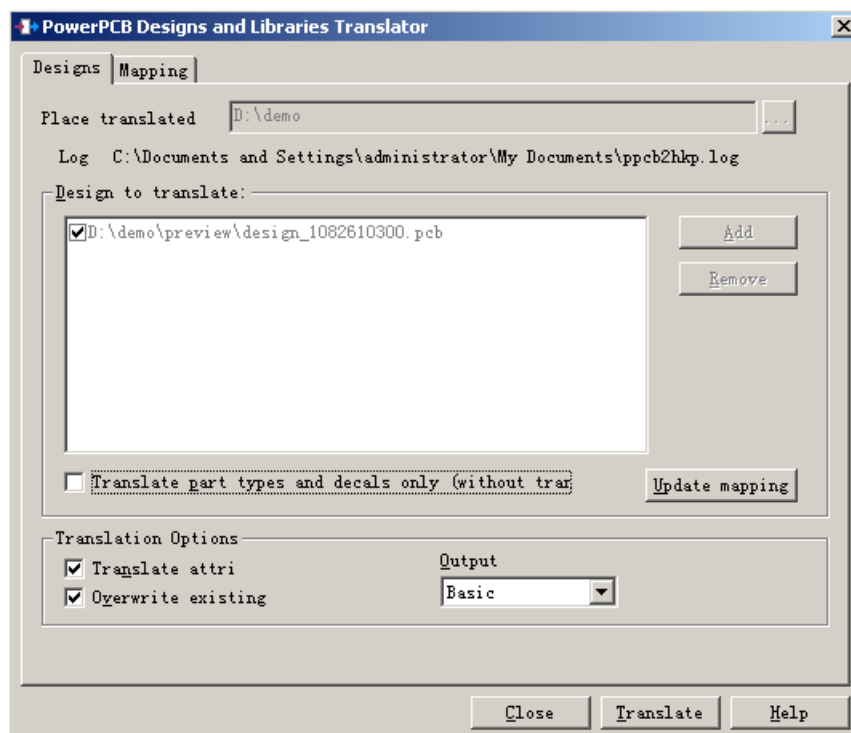 PowerPCB Designs and Libraries Translator
Designs Mapping
Place translated D:\demo ...
Log C:\Documents and Settings\administrator\My Documents\ppcb2hkp.log
Design to translate:
D:\demo\preview\design_1082610300.pcb
Add
Remove
Translate part types and decals only (without trar
Update mapping
Translation Options
Translate attri
Output
Overwrite existing
Basic
Close Translate Help